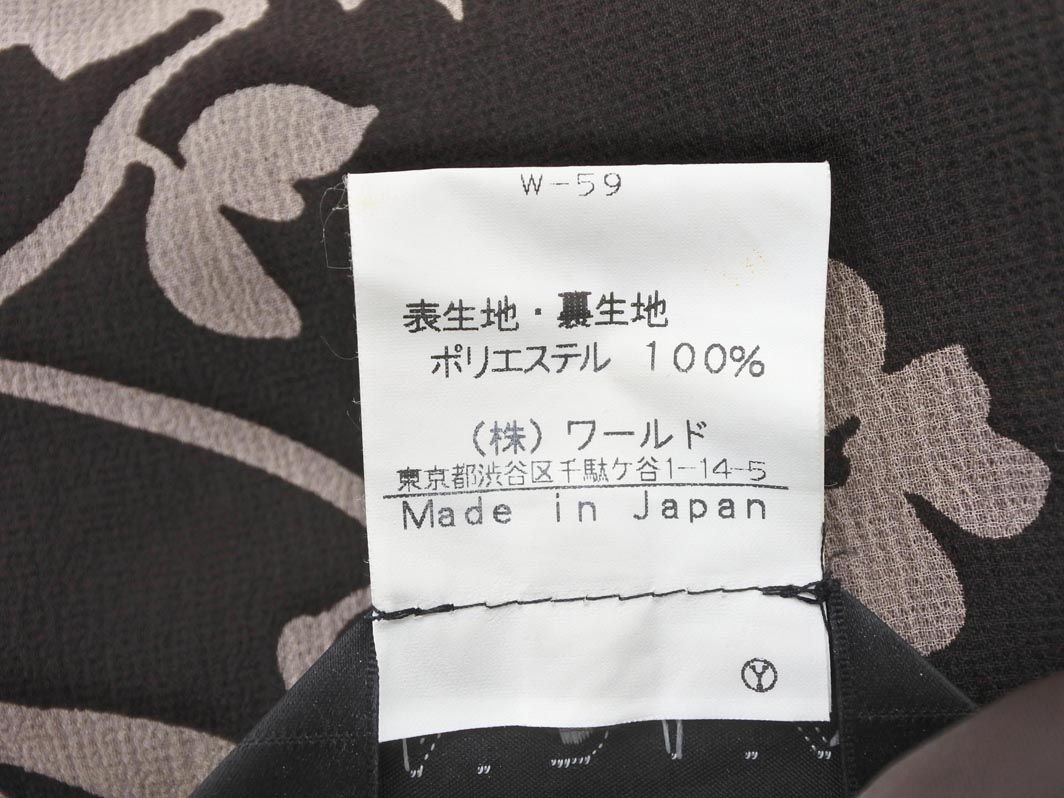 W-59
表生地・裏生地
ポリエステル 100%
(株)ワールド
東京都渋谷区千駄ケ谷1-14-5
Made in Japan
Y